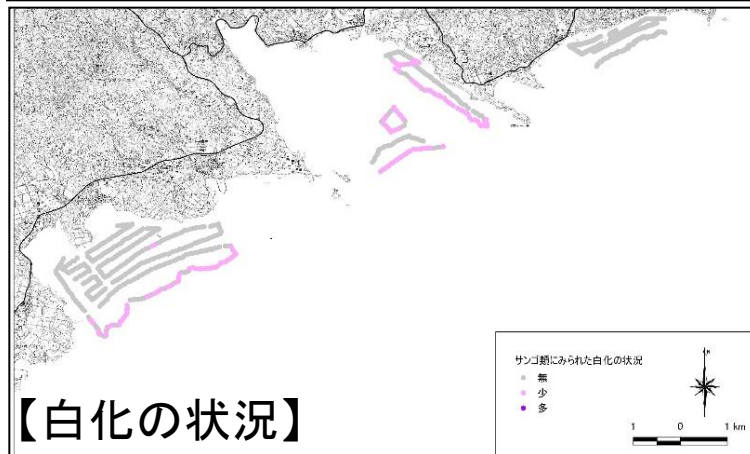 サンゴ類にみられた白化の状況
無
少
多
1 0 1 km
【白化の状況】